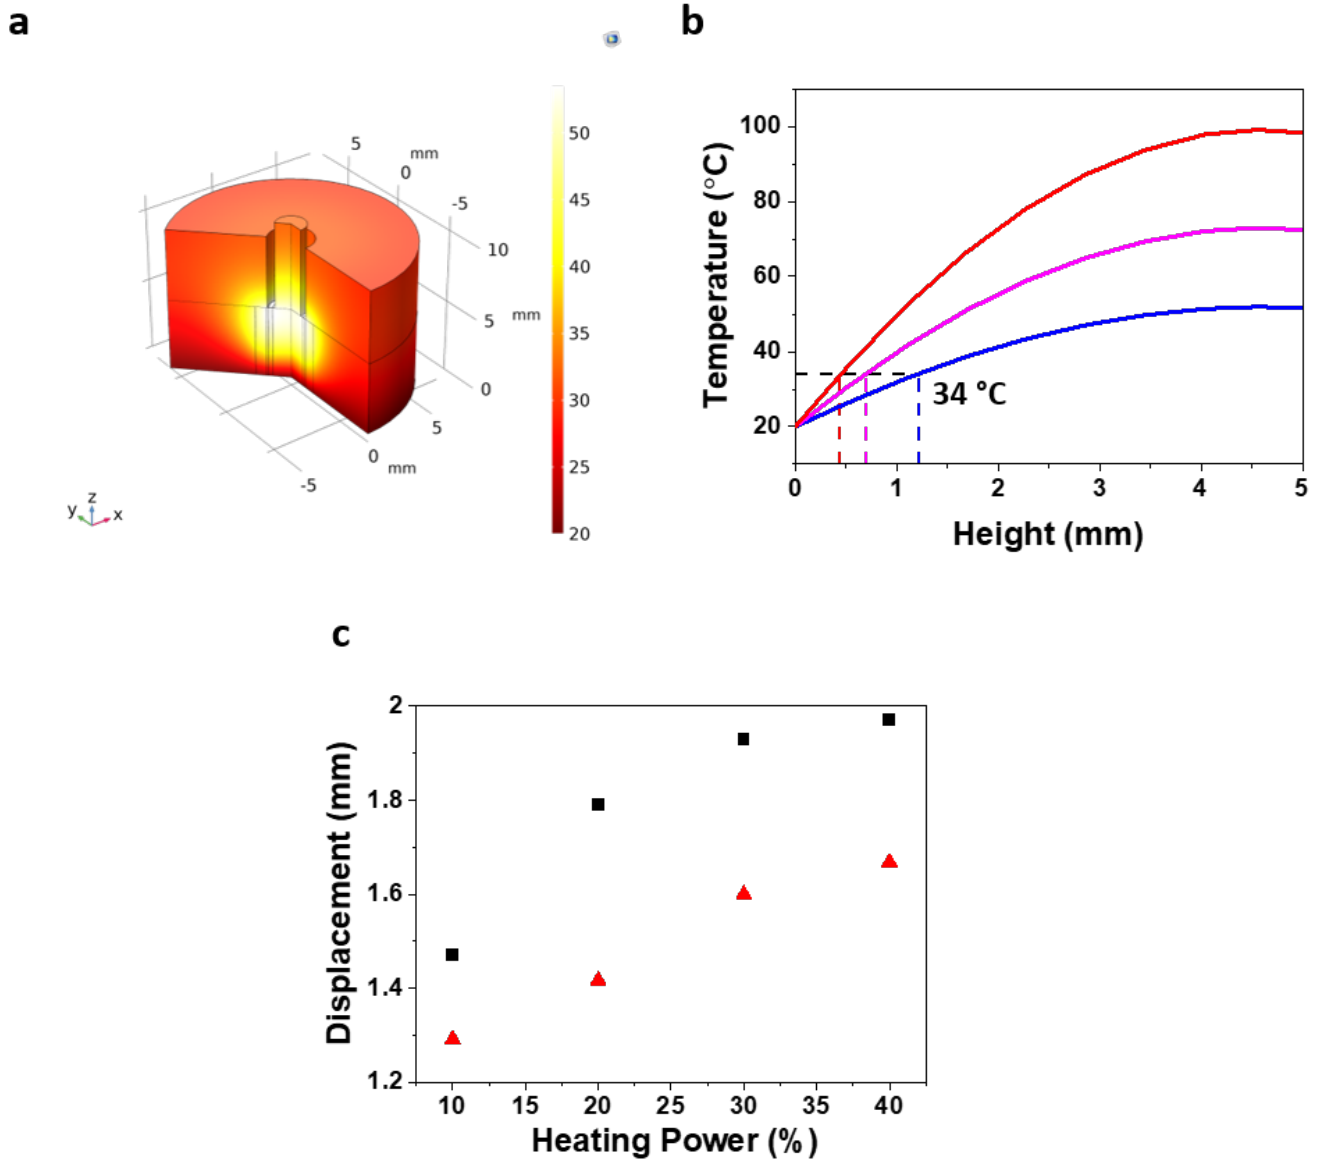 a
5
mm
0
-5
10
5
mm
0
5
0
mm
-5
z
y
x
50
45
40
35
30
25
20
b
Temperature (°C)
100
80
60
40
20
34 °C
0 1 2 3 4 5
Height (mm)
c
Displacement (mm)
2
1.8
1.6
1.4
1.2
10 15 20 25 30 35 40
Heating Power (%)